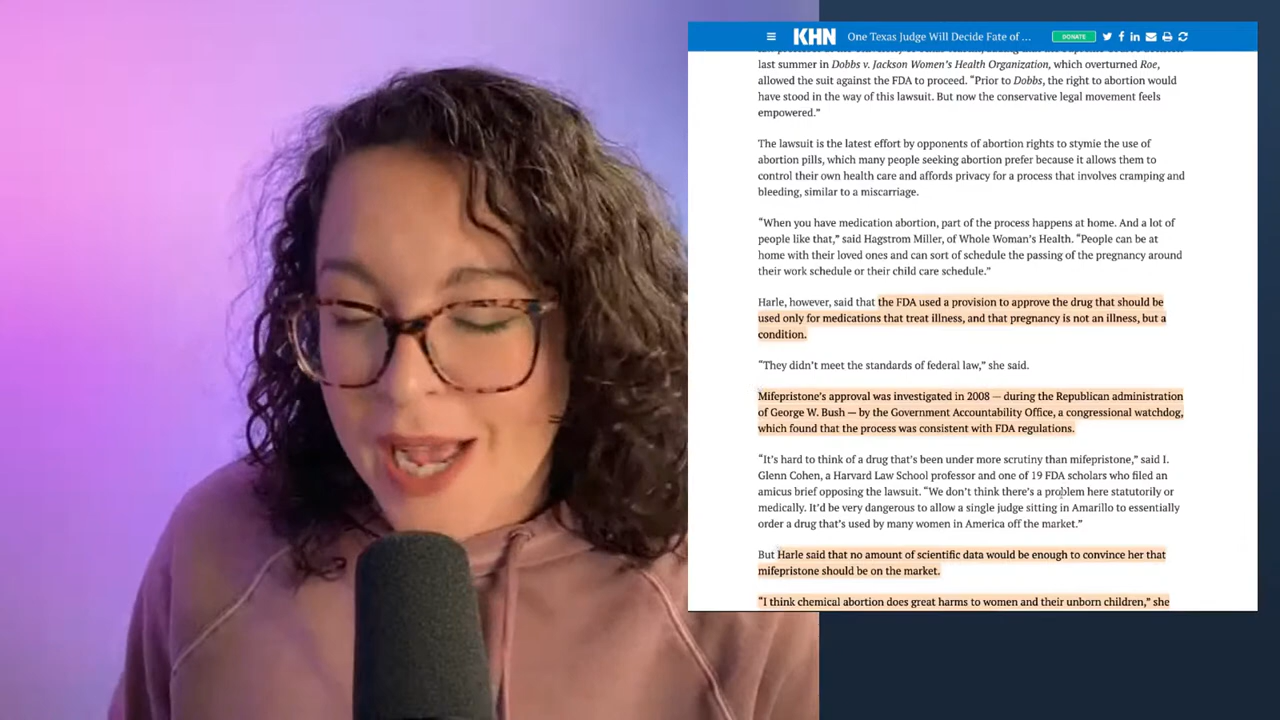 KHN One Texas Judge Will Decide Fate of ... DONATE
last summer in Dobbs v. Jackson Women's Health Organization, which overturned Roe,
allowed the suit against the FDA to proceed. “Prior to Dobbs, the right to abortion would
have stood in the way of this lawsuit. But now the conservative legal movement feels
empowered.”
The lawsuit is the latest effort by opponents of abortion rights to stymie the use of
abortion pills, which many people seeking abortion prefer because it allows them to
control their own health care and affords privacy for a process that involves cramping and
bleeding, similar to a miscarriage.
“When you have medication abortion, part of the process happens at home. And a lot of
people like that,” said Hagstrom Miller, of Whole Woman's Health. “People can be at
home with their loved ones and can sort of schedule the passing of the pregnancy around
their work schedule or their child care schedule.”
Harle, however, said that the FDA used a provision to approve the drug that should be
used only for medications that treat illness, and that pregnancy is not an illness, but a
condition.
“They didn't meet the standards of federal law,” she said.
Mifepristone's approval was investigated in 2008 — during the Republican administration
of George W. Bush — by the Government Accountability Office, a congressional watchdog,
which found that the process was consistent with FDA regulations.
“It's hard to think of a drug that's been under more scrutiny than mifepristone,” said I.
Glenn Cohen, a Harvard Law School professor and one of 19 FDA scholars who filed an
amicus brief opposing the lawsuit. “We don't think there's a problem here statutorily or
medically. It'd be very dangerous to allow a single judge sitting in Amarillo to essentially
order a drug that's used by many women in America off the market.”
But Harle said that no amount of scientific data would be enough to convince her that
mifepristone should be on the market.
“I think chemical abortion does great harms to women and their unborn children,” she